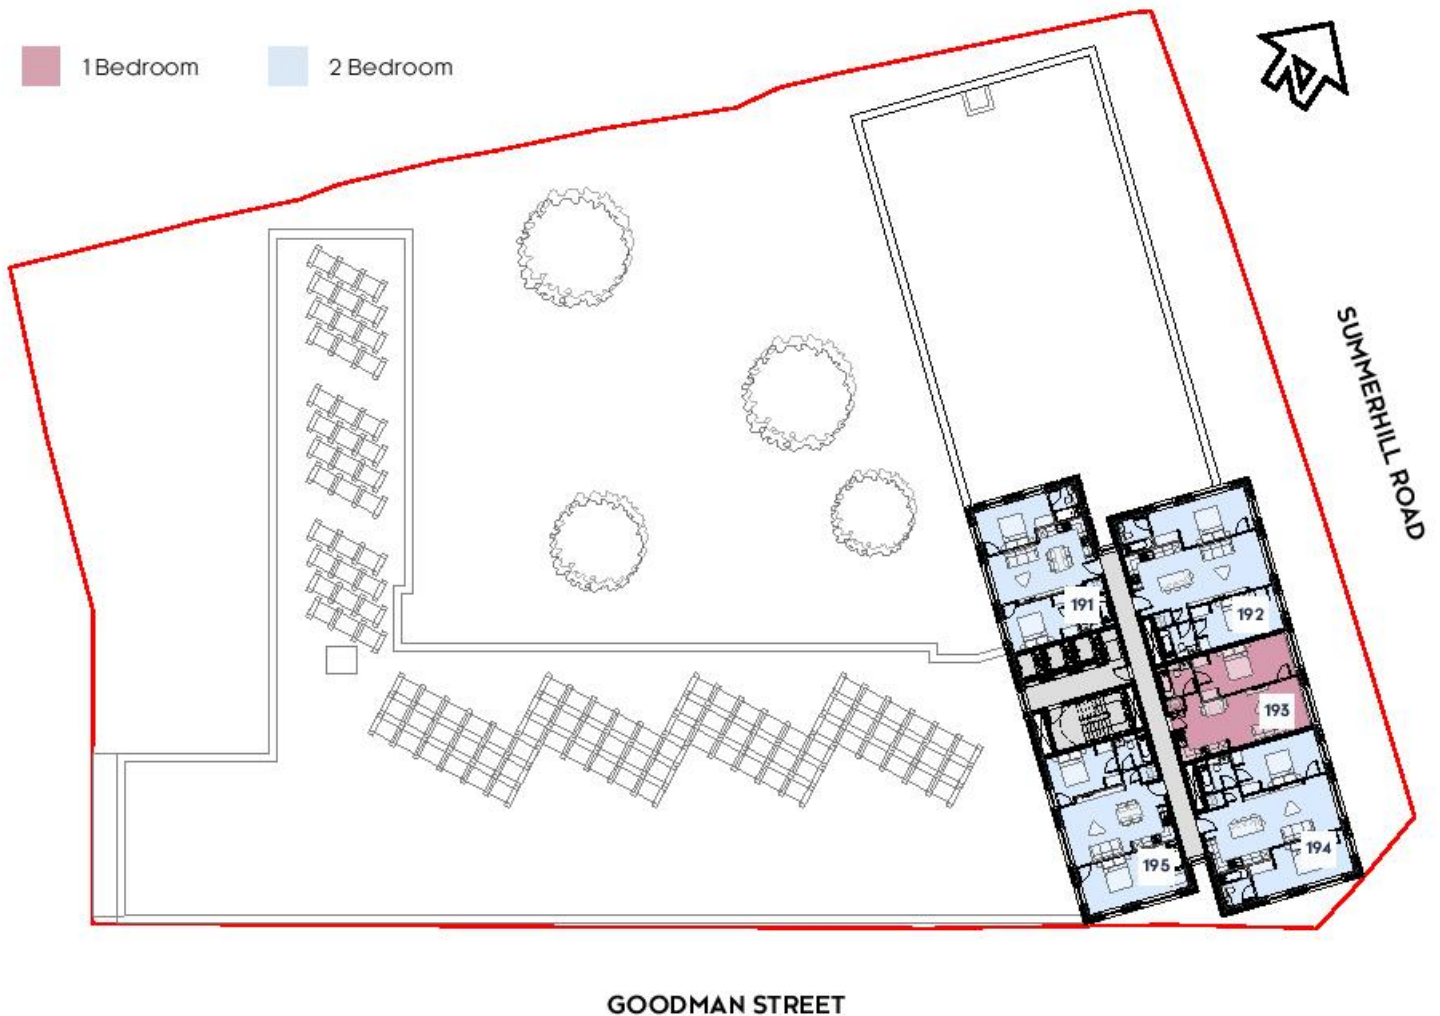 1 Bedroom
2 Bedroom
N
SUMMERHILL ROAD
191
192
193
194
195
GOODMAN STREET